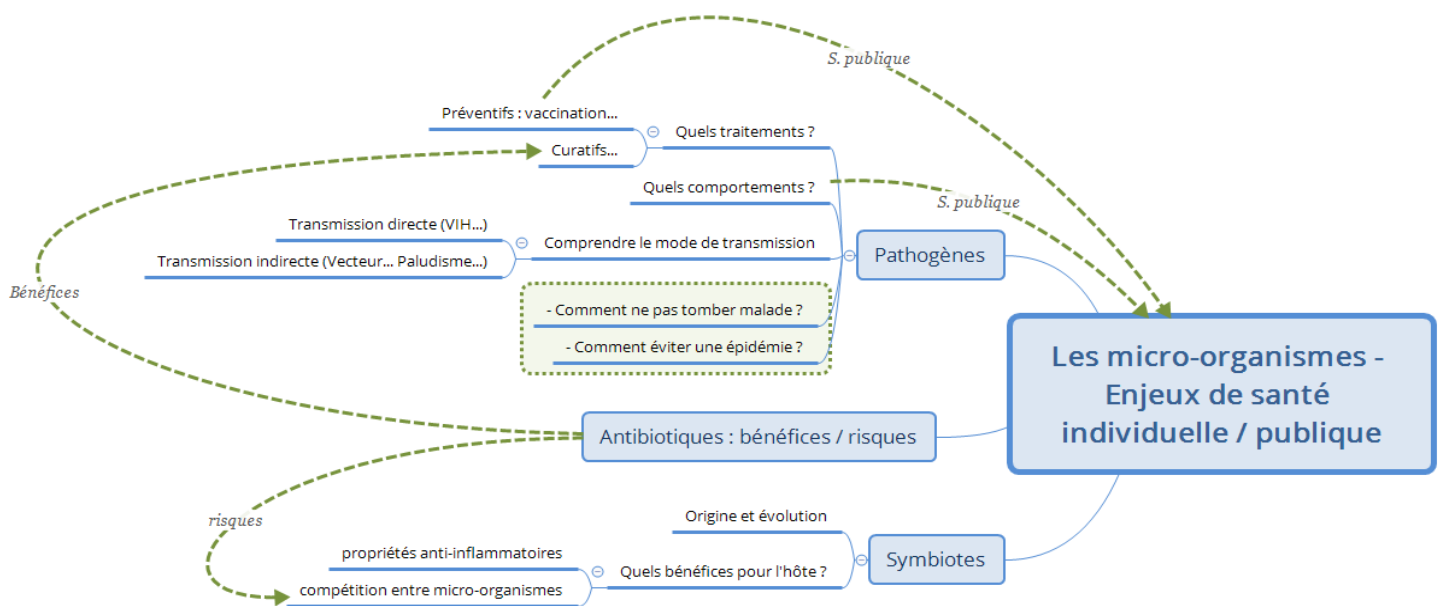 S. publique
Préventifs : vaccination...
Quels traitements ?
Curatifs...
Quels comportements ?
S. publique
Transmission directe (VIH...)
Comprendre le mode de transmission
Transmission indirecte (Vecteur... Paludisme...)
Pathogènes
Bénéfices
- Comment ne pas tomber malade ?
- Comment éviter une épidémie ?
Les micro-organismes -
Enjeux de santé
individuelle / publique
Antibiotiques : bénéfices / risques
risques
Origine et évolution
propriétés anti-inflammatoires
Quels bénéfices pour l'hôte ?
compétition entre micro-organismes
Symbiotes